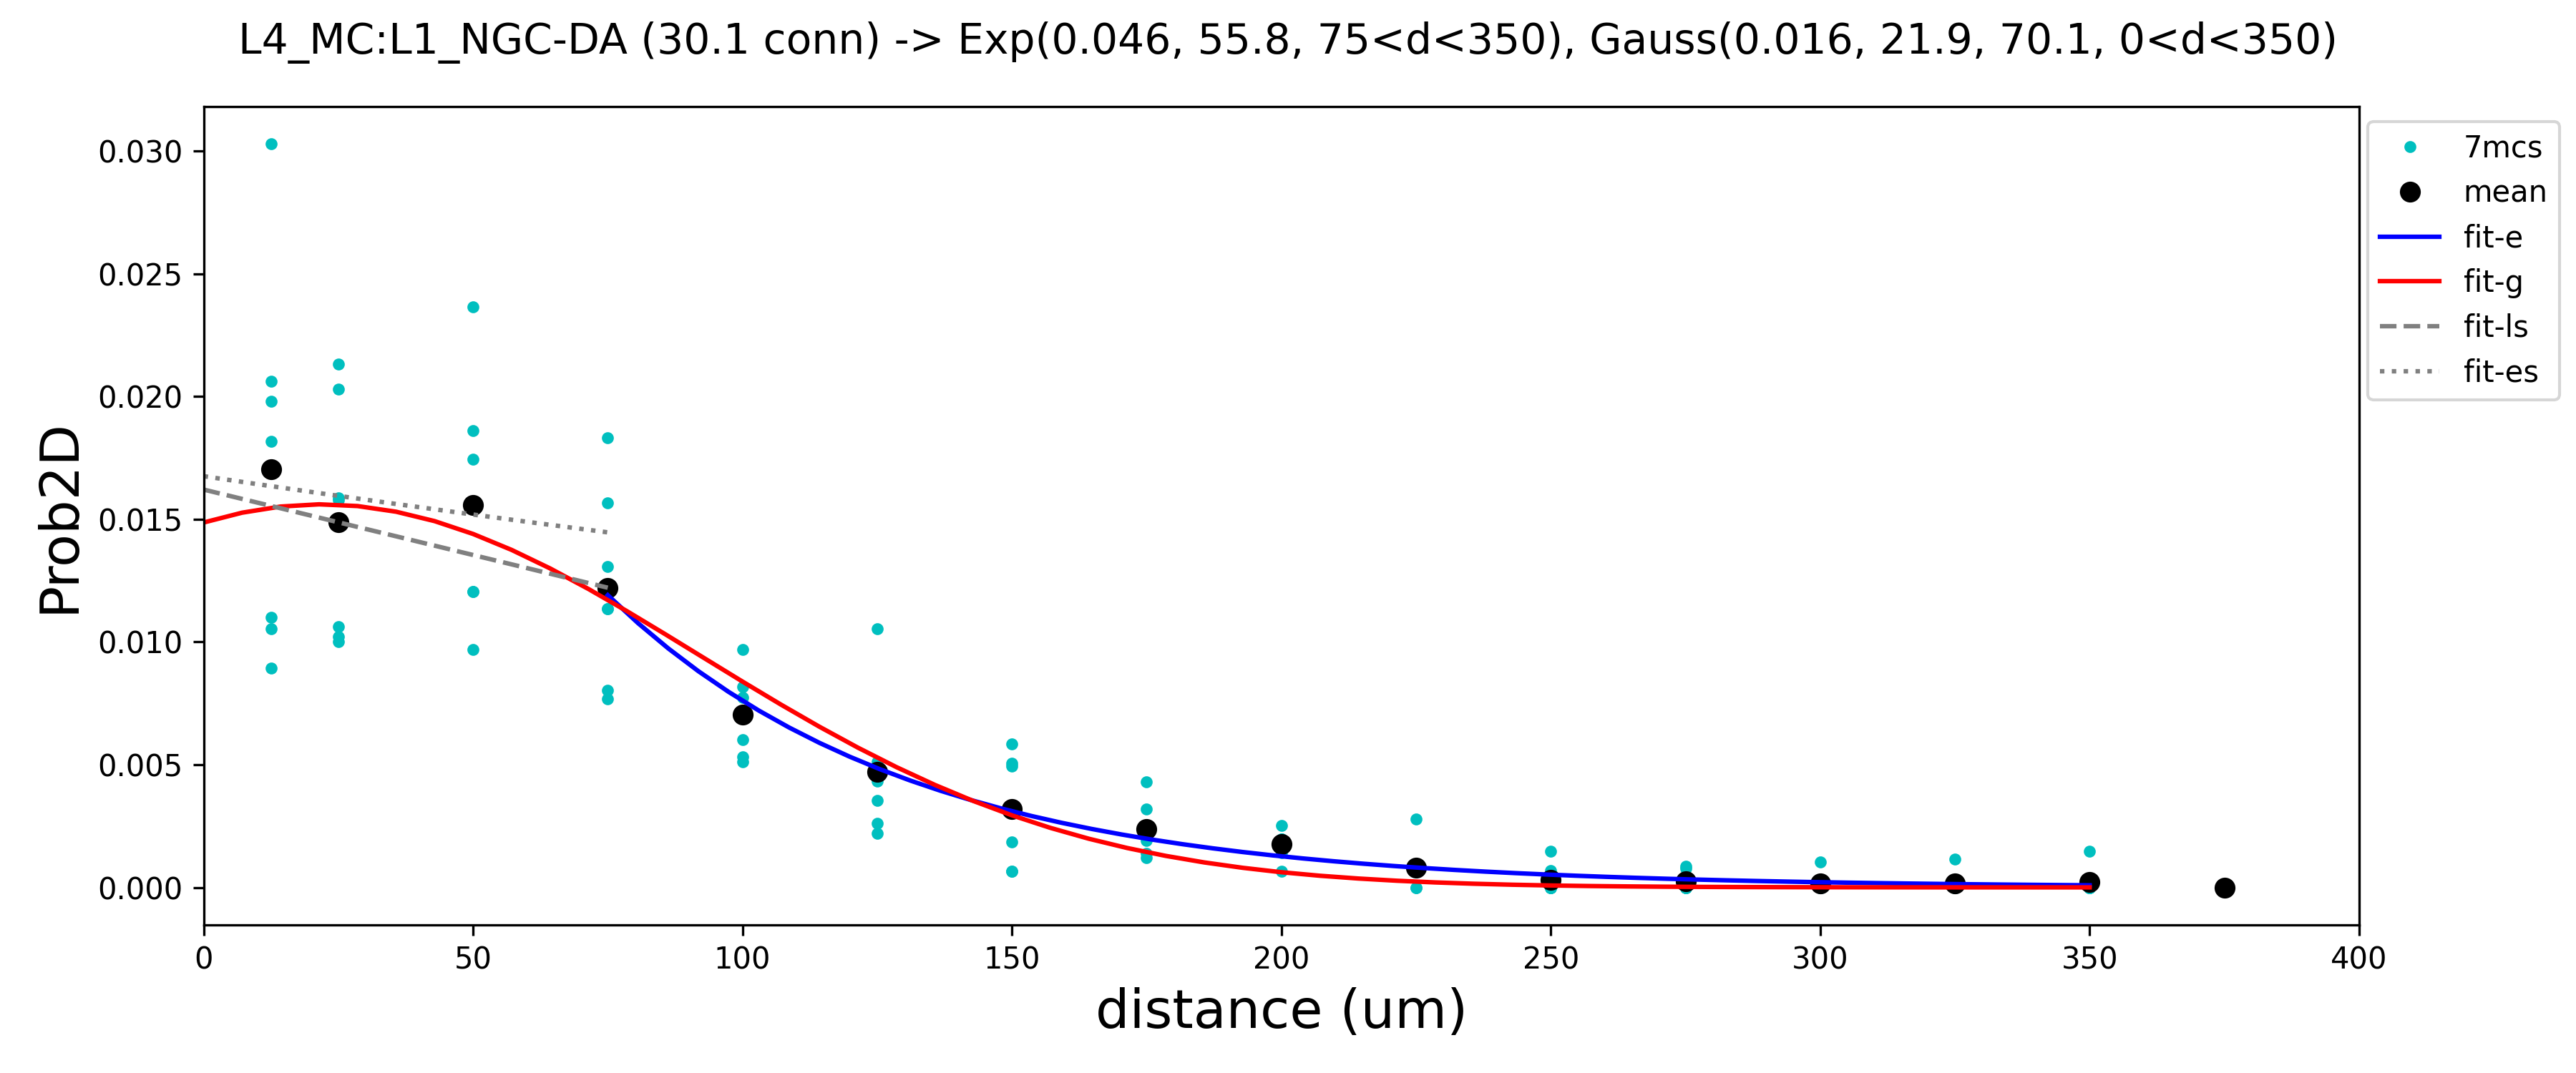 L4_MC:L1_NGC-DA (30.1 conn) -> Exp(0.046, 55.8, 75<d<350), Gauss(0.016, 21.9, 70.1, 0<d<350)
0.030
0.025
0.020
0.015
0.010
0.005
0.000
Prob2D
0 50 100 150 200 250 300 350 400
distance (um)
7mcs
mean
fit-e
fit-g
fit-ls
fit-es